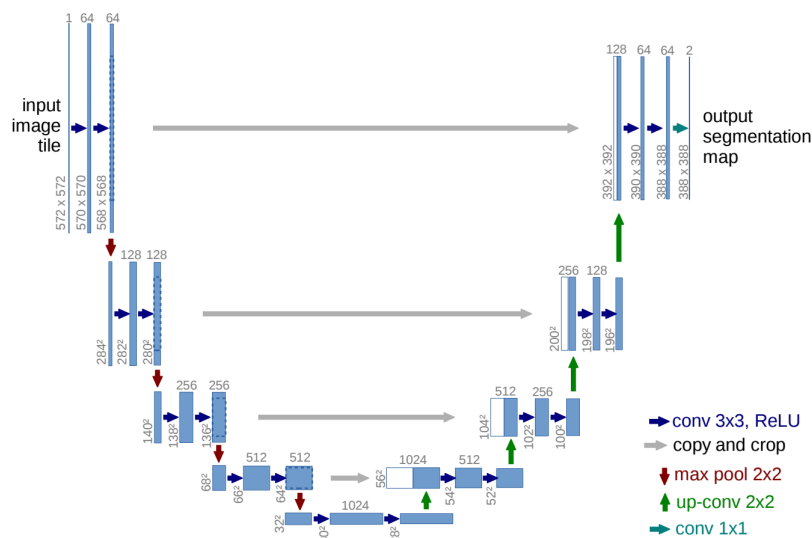 1 64 64
128 64 64 2
input
image
tile
output
segmentation
map
572 x 572
570 x 570
568 x 568
392 x 392
390 x 390
388 x 388
388 x 388
128 128
256 128
284²
282²
280²
200²
198²
196²
256 256
512 256
140²
138²
136²
104²
102²
100²
512 512
1024 512
68²
66²
64²
56²
54²
52²
1024
32²
conv 3x3, ReLU
copy and crop
max pool 2x2
up-conv 2x2
conv 1x1